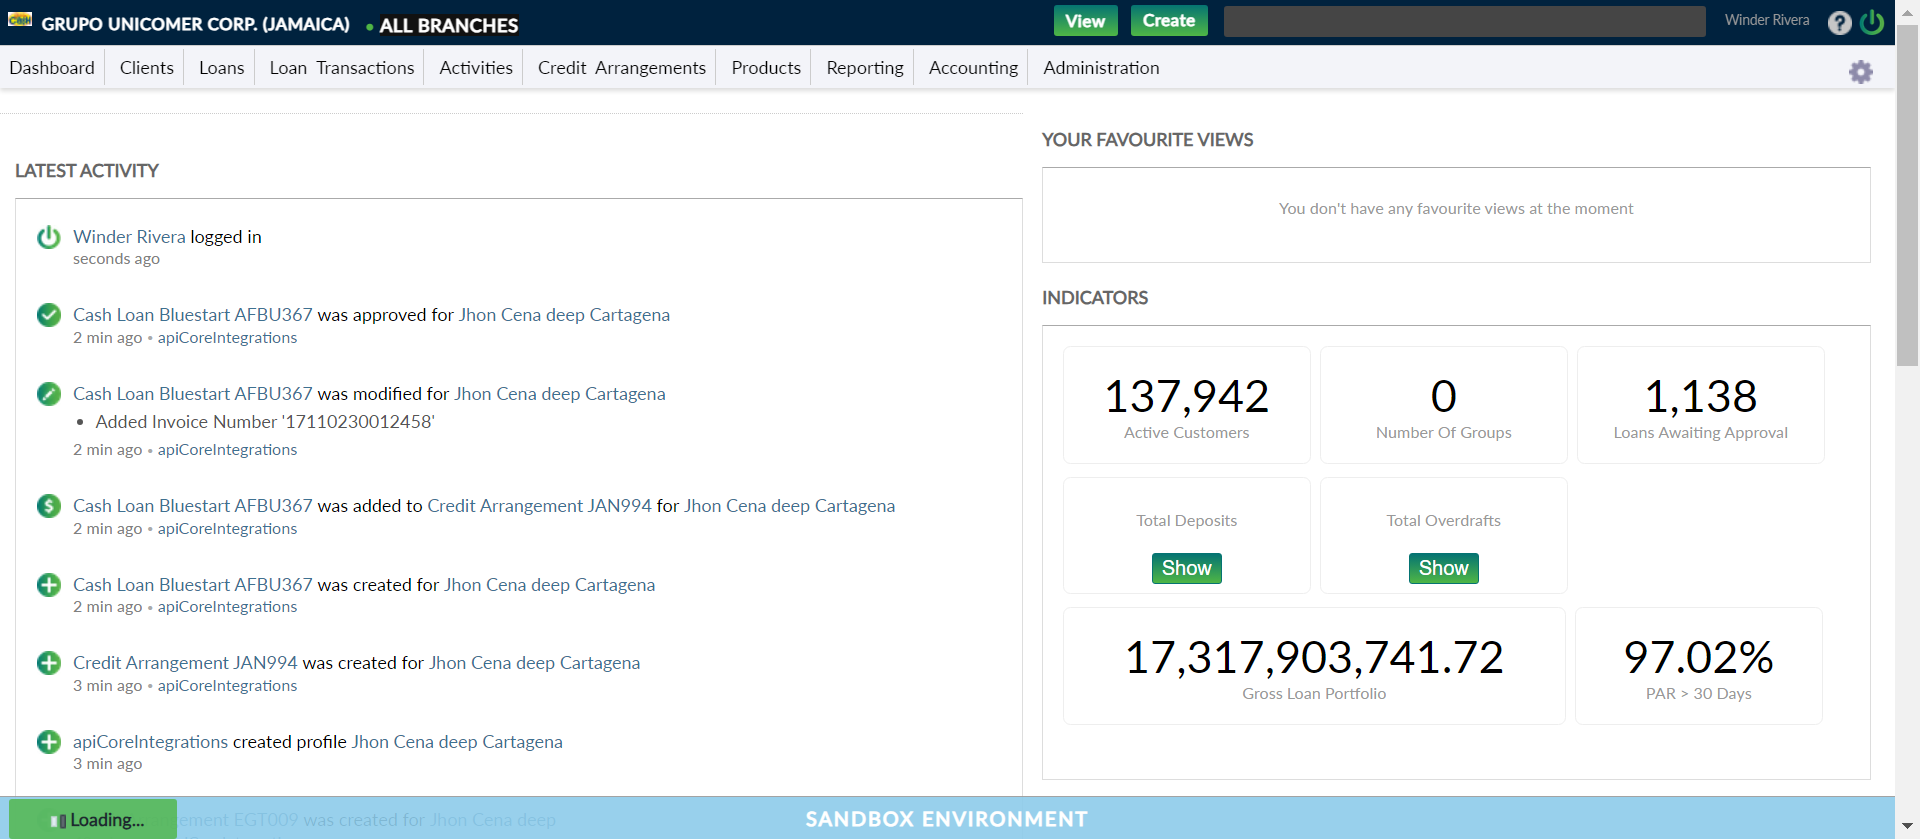 Cash
GRUPO UNICOMER CORP. (JAMAICA) • ALL BRANCHES
View
Create
Winder Rivera
?
Dashboard
Clients
Loans
Loan Transactions
Activities
Credit Arrangements
Products
Reporting
Accounting
Administration
LATEST ACTIVITY
Winder Rivera logged in
seconds ago
Cash Loan Bluestart AFBU367 was approved for Jhon Cena deep Cartagena
2 min ago • apiCoreIntegrations
Cash Loan Bluestart AFBU367 was modified for Jhon Cena deep Cartagena
• Added Invoice Number '17110230012458'
2 min ago • apiCoreIntegrations
Cash Loan Bluestart AFBU367 was added to Credit Arrangement JAN994 for Jhon Cena deep Cartagena
2 min ago • apiCoreIntegrations
Cash Loan Bluestart AFBU367 was created for Jhon Cena deep Cartagena
2 min ago • apiCoreIntegrations
Credit Arrangement JAN994 was created for Jhon Cena deep Cartagena
3 min ago • apiCoreIntegrations
apiCoreIntegrations created profile Jhon Cena deep Cartagena
3 min ago
YOUR FAVOURITE VIEWS
You don't have any favourite views at the moment
INDICATORS
137,942
Active Customers
0
Number Of Groups
1,138
Loans Awaiting Approval
Total Deposits
Show
Total Overdrafts
Show
17,317,903,741.72
Gross Loan Portfolio
97.02%
PAR > 30 Days
Loading...
EGT009 was created for Jhon Cena deep
SANDBOX ENVIRONMENT